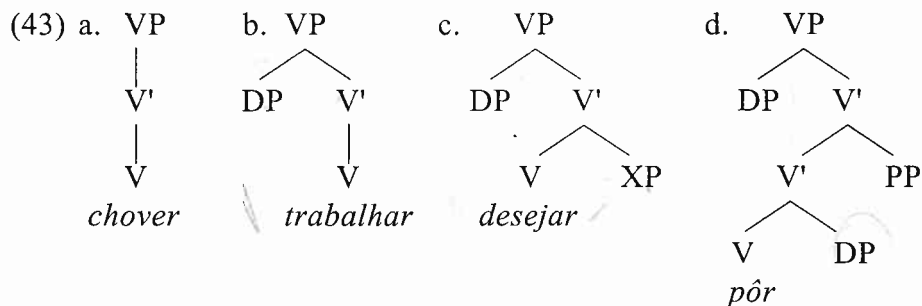 (43) a. VP b. VP c. VP d. VP
V' DP V' DP V' DP V'
V V V XP V' PP
chover trabalhar desejar
V DP
pôr